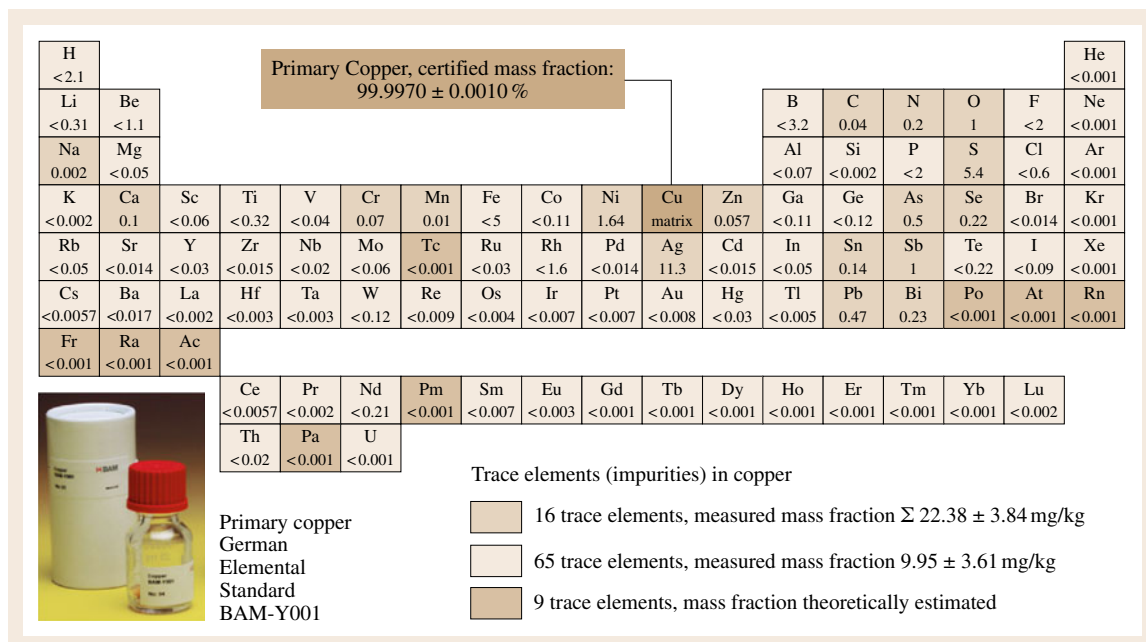 H He
<2.1 Primary Copper, certified mass fraction: <0.001
99.9970 ± 0.0010 %
Li Be B C N O F Ne
<0.31 <1.1 <3.2 0.04 0.2 1 <2 <0.001
Na Mg Al Si P S Cl Ar
0.002 <0.05 <0.07 <0.002 <2 5.4 <0.6 <0.001
K Ca Sc Ti V Cr Mn Fe Co Ni Cu Zn Ga Ge As Se Br Kr
<0.002 0.1 <0.06 <0.32 <0.04 0.07 0.01 <5 <0.11 1.64 matrix 0.057 <0.11 <0.12 0.5 0.22 <0.014 <0.001
Rb Sr Y Zr Nb Mo Tc Ru Rh Pd Ag Cd In Sn Sb Te I Xe
<0.05 <0.014 <0.03 <0.015 <0.02 <0.06 <0.001 <0.03 <1.6 <0.014 11.3 <0.015 <0.05 0.14 1 <0.22 <0.09 <0.001
Cs Ba La Hf Ta W Re Os Ir Pt Au Hg Tl Pb Bi Po At Rn
<0.0057 <0.017 <0.002 <0.003 <0.003 <0.12 <0.009 <0.004 <0.007 <0.007 <0.008 <0.03 <0.005 0.47 0.23 <0.001 <0.001 <0.001
Fr Ra Ac
<0.001 <0.001 <0.001
Ce Pr Nd Pm Sm Eu Gd Tb Dy Ho Er Tm Yb Lu
<0.0057 <0.002 <0.21 <0.001 <0.007 <0.003 <0.001 <0.001 <0.001 <0.001 <0.001 <0.001 <0.001 <0.002
Th Pa U
<0.02 <0.001 <0.001
BAM
Copper
BAM-Y001
Primary copper
German
Elemental
Standard
BAM-Y001
Trace elements (impurities) in copper
16 trace elements, measured mass fraction Σ 22.38 ± 3.84 mg/kg
65 trace elements, measured mass fraction 9.95 ± 3.61 mg/kg
9 trace elements, mass fraction theoretically estimated